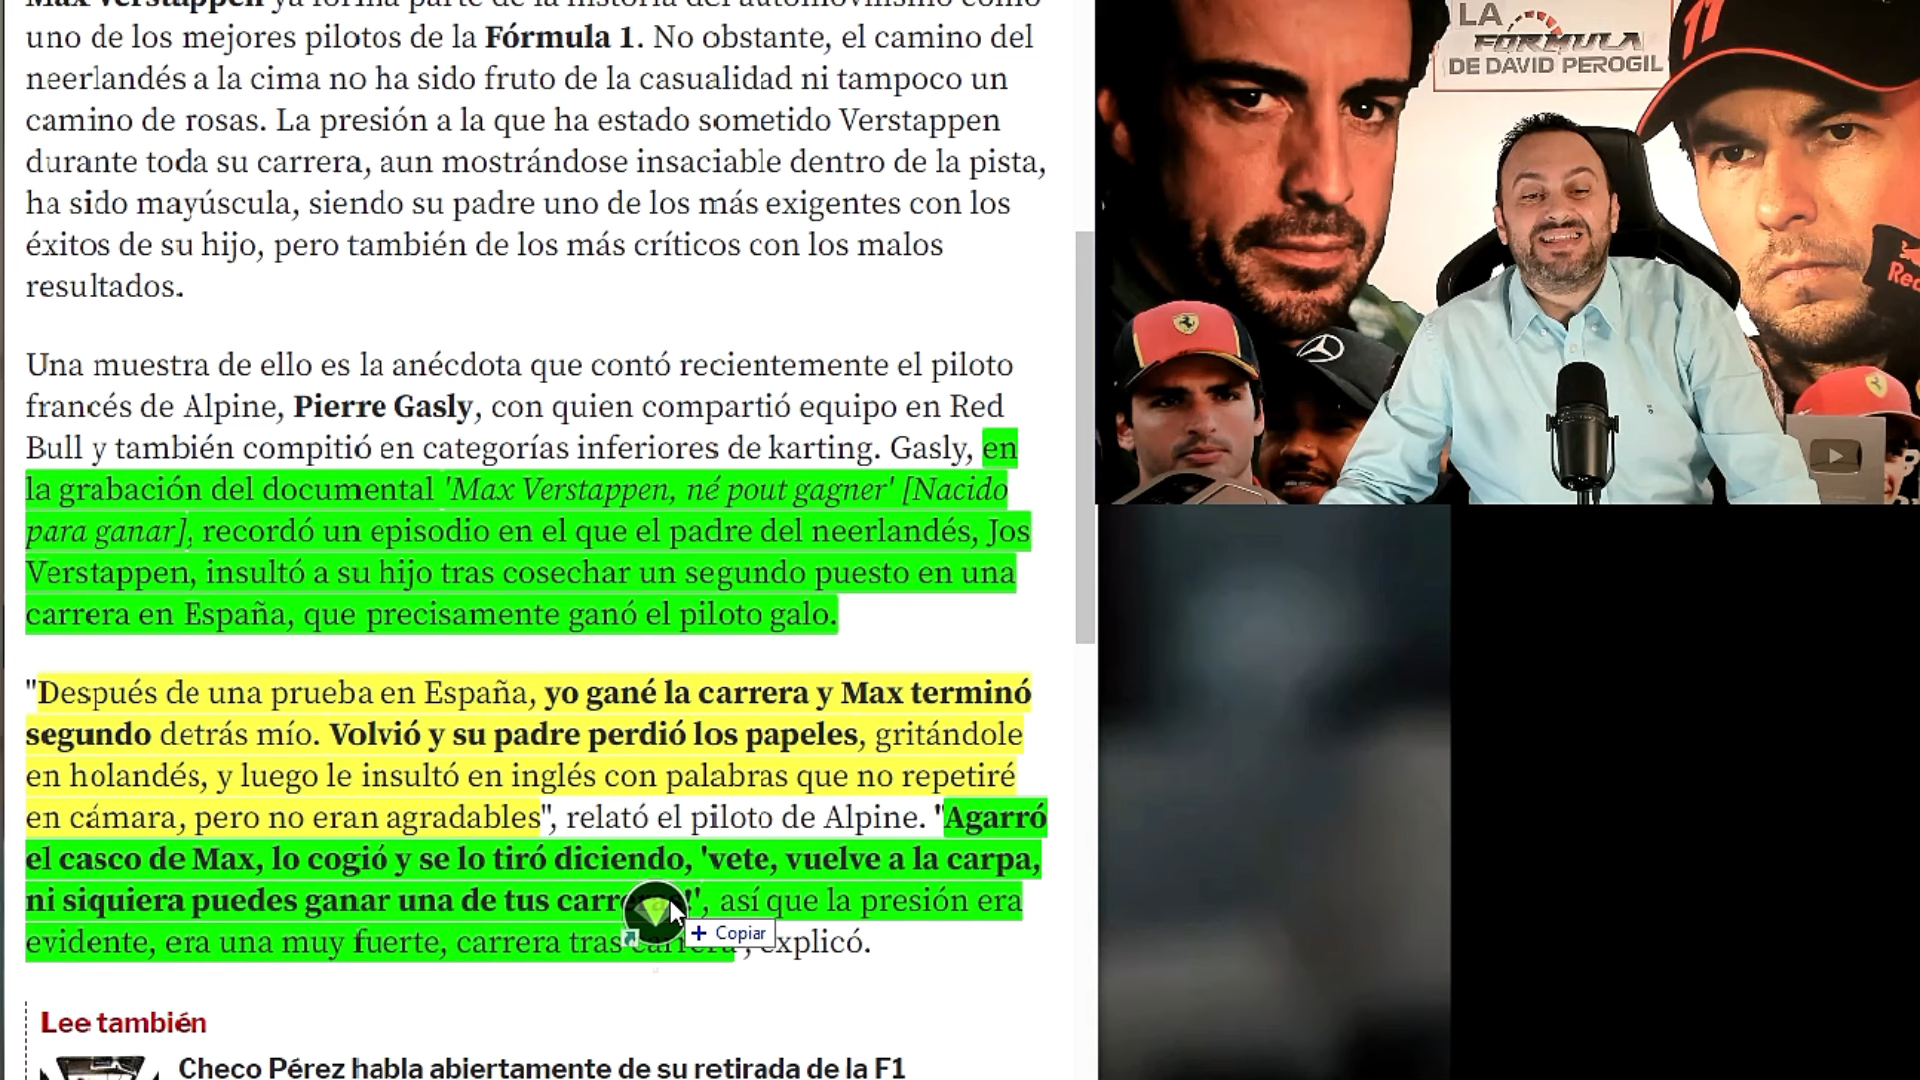 Max Verstappen ya forma parte de la historia del automovilismo como
uno de los mejores pilotos de la Fórmula 1. No obstante, el camino del
neerlandés a la cima no ha sido fruto de la casualidad ni tampoco un
camino de rosas. La presión a la que ha estado sometido Verstappen
durante toda su carrera, aun mostrándose insaciable dentro de la pista,
ha sido mayúscula, siendo su padre uno de los más exigentes con los
éxitos de su hijo, pero también de los más críticos con los malos
resultados.
Una muestra de ello es la anécdota que contó recientemente el piloto
francés de Alpine, Pierre Gasly, con quien compartió equipo en Red
Bull y también compitió en categorías inferiores de karting. Gasly, en
la grabación del documental 'Max Verstappen, né pout gagner' [Nacido
para ganar], recordó un episodio en el que el padre del neerlandés, Jos
Verstappen, insultó a su hijo tras cosechar un segundo puesto en una
carrera en España, que precisamente ganó el piloto galo.
"Después de una prueba en España, yo gané la carrera y Max terminó
segundo detrás mío. Volvió y su padre perdió los papeles, gritándole
en holandés, y luego le insultó en inglés con palabras que no repetiré
en cámara, pero no eran agradables", relató el piloto de Alpine. "Agarró
el casco de Max, lo cogió y se lo tiró diciendo, 'vete, vuelve a la carpa,
ni siquiera puedes ganar una de tus carreras!', así que la presión era
evidente, era una muy fuerte, carrera tras carrera", explicó.
+ Copiar
Lee también
Checo Pérez habla abiertamente de su retirada de la F1
LA
FÓRMULA
DE DAVID PEROGIL
11
Red